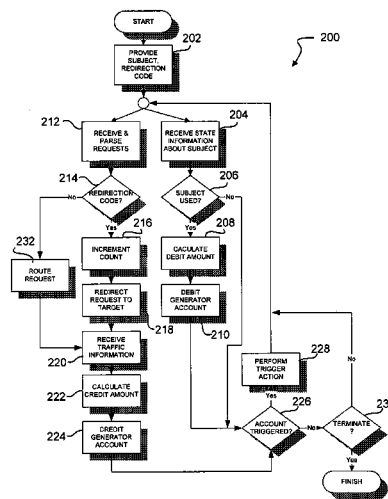 START
200
PROVIDE
SUBJECT,
REDIRECTION
CODE
202
212
RECEIVE &
PARSE
REQUESTS
204
RECEIVE STATE
INFORMATION
ABOUT SUBJECT
214
REDIRECTION
CODE?
No
Yes
206
SUBJECT
USED?
No
Yes
216
INCREMENT
COUNT
208
CACULATE
DEBIT AMOUNT
232
ROUTE
REQUEST
REDIRECT
REQUEST TO
TARGET
218
DEBIT
GENERATOR
ACCOUNT
210
RECEIVE
TRAFFIC
INFORMATION
220
PERFORM
TRIGGER
ACTION
228
No
CALCULATE
CREDIT AMOUNT
222
Yes
226
ACCOUNT
TRIGGERED?
No
TERMINATE
?
23
CREDIT
GENERATOR
ACCOUNT
224
Yes
FINISH